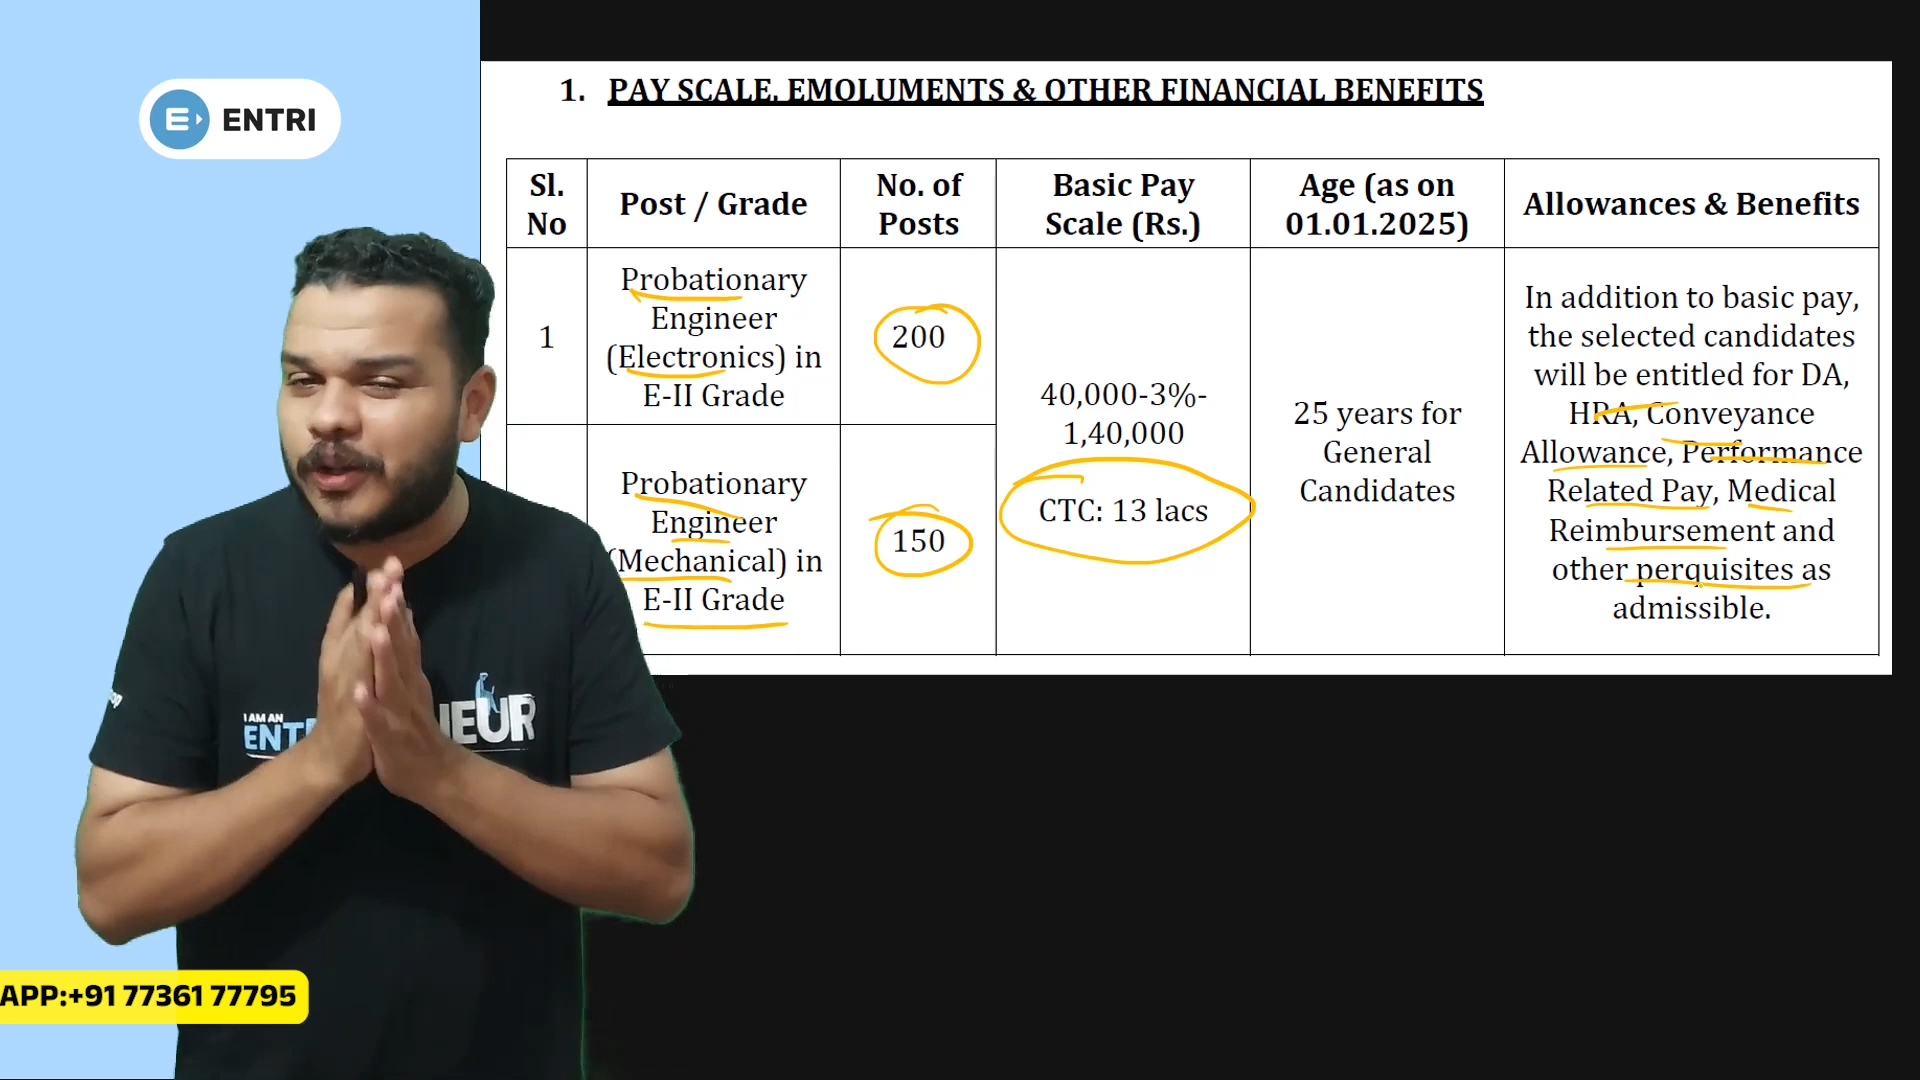 ENTRI
1. PAY SCALE, EMOLUMENTS & OTHER FINANCIAL BENEFITS
Sl. No
Post / Grade
No. of Posts
Basic Pay Scale (Rs.)
Age (as on 01.01.2025)
Allowances & Benefits
1
Probationary
Engineer
(Electronics) in
E-II Grade
200
Probationary
Engineer
(Mechanical) in
E-II Grade
150
40,000-3%-
1,40,000
CTC: 13 lacs
25 years for
General
Candidates
In addition to basic pay,
the selected candidates
will be entitled for DA,
HRA, Conveyance
Allowance, Performance
Related Pay, Medical
Reimbursement and
other perquisites as
admissible.
I AM AN
APP:+91 77361 77795